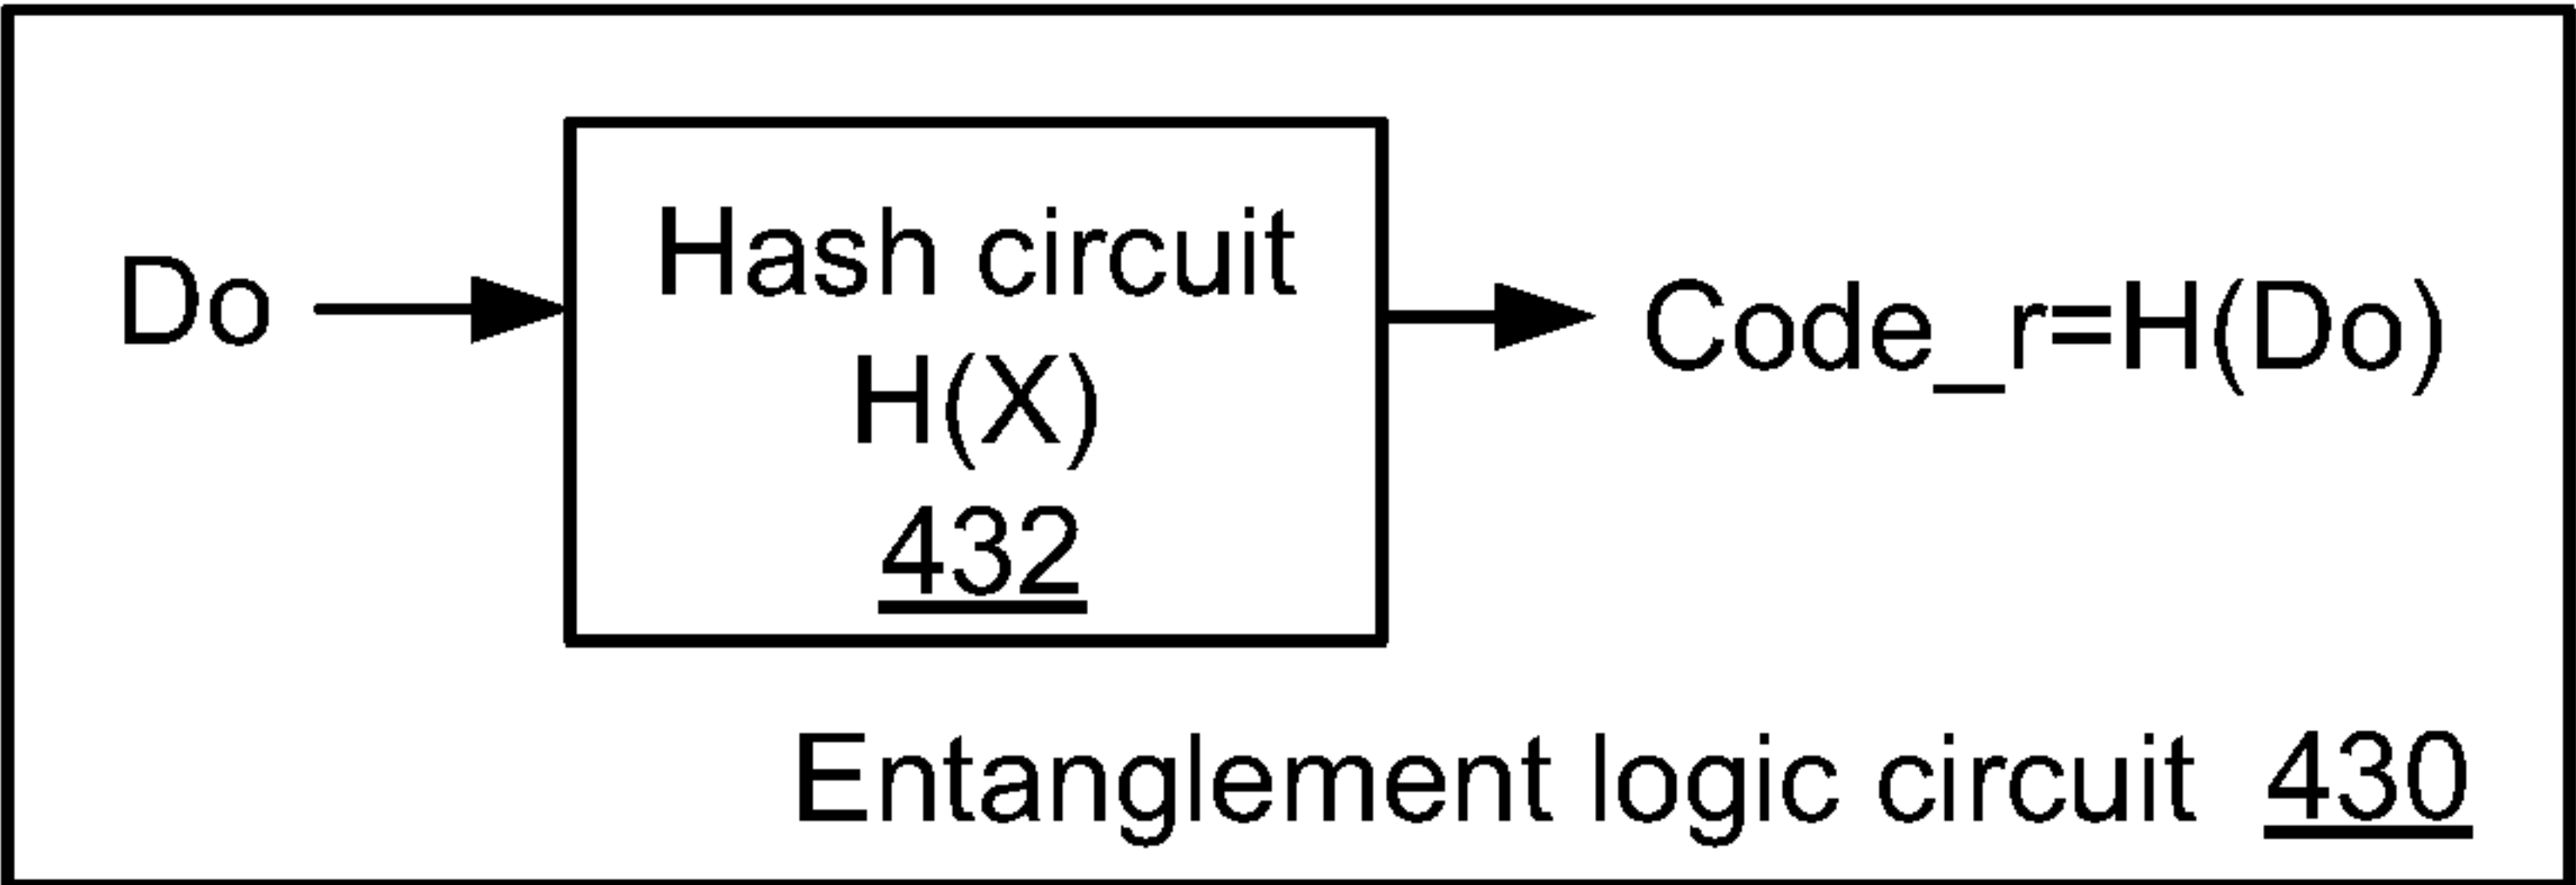 Do
Hash circuit
H(X)
432
Code_r=H(Do)
Entanglement logic circuit 430